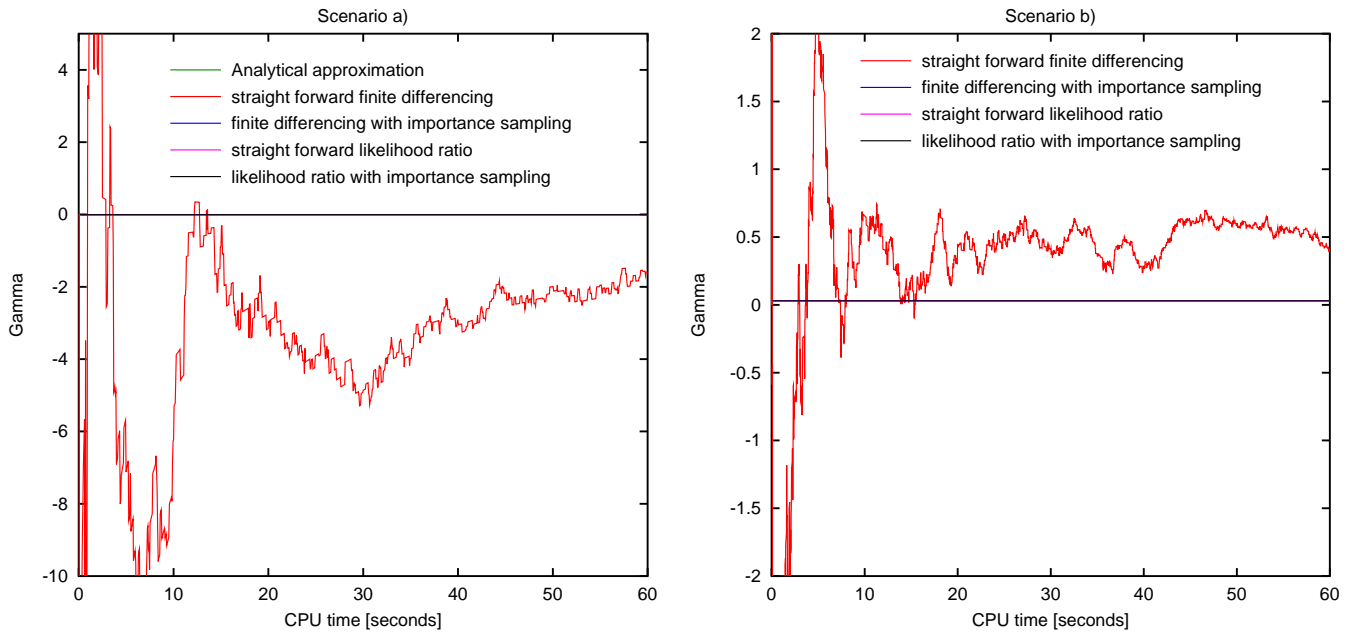 Scenario a)
4
2
0
-2
-4
-6
-8
-10
Gamma
Analytical approximation
straight forward finite differencing
finite differencing with importance sampling
straight forward likelihood ratio
likelihood ratio with importance sampling
0
10
20
30
40
50
60
CPU time [seconds]
Scenario b)
2
1.5
1
0.5
0
-0.5
-1
-1.5
-2
Gamma
straight forward finite differencing
finite differencing with importance sampling
straight forward likelihood ratio
likelihood ratio with importance sampling
0
10
20
30
40
50
60
CPU time [seconds]